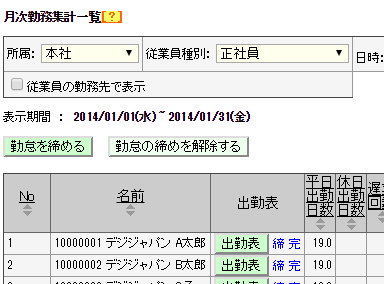 月次勤務集計一覧[?]
所属: 本社 従業員種別: 正社員 日時:
従業員の勤務先で表示
表示期間 : 2014/01/01(水) ~ 2014/01/31(金)
勤怠を締める 勤怠の締めを解除する
No 名前 出勤表 平日出勤日数 休日出勤日数
1 10000001 デジジャパン A太郎 出勤表 締 完 19.0
2 10000002 デジジャパン B太郎 出勤表 締 完 19.0